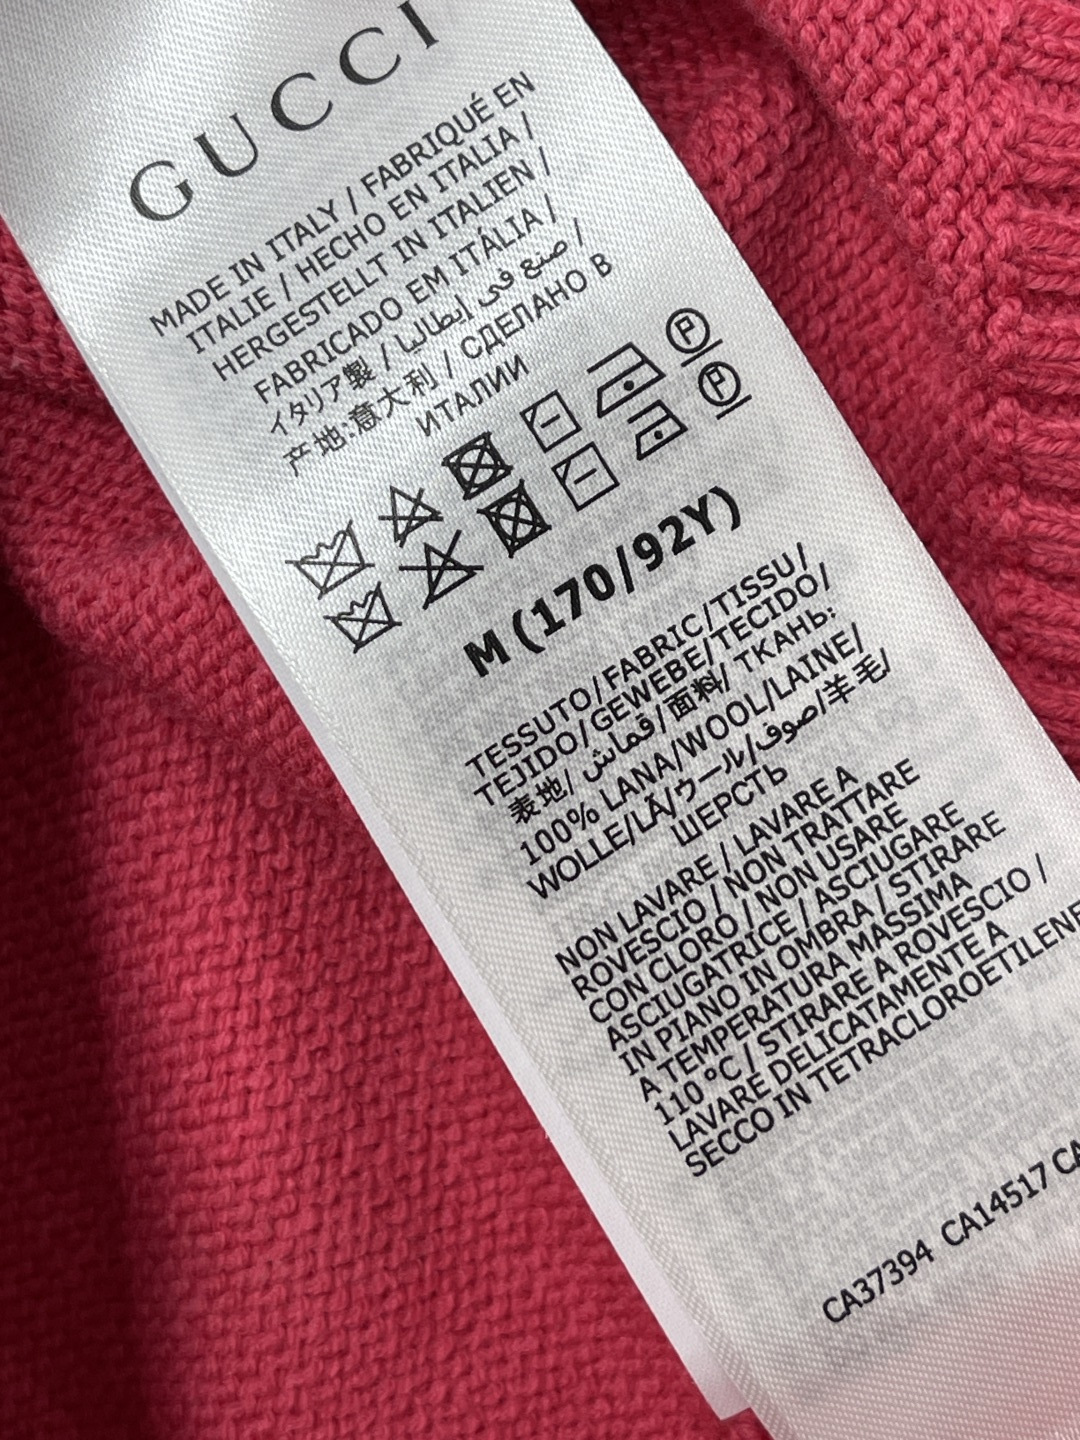 GUCCI
MADE IN ITALY / FABRIQUÉ EN
ITALIE / HECHO EN ITALIA /
HERGESTELLT IN ITALIEN /
FABRICADO EM ITÁLIA /
イタリア製 / صنع في إيطاليا /
产地:意大利 / СДЕЛАНО В
ИТАЛИИ
M (170/92Y)
TESSUTO/FABRIC/TISSU/
TEJIDO/GEWEBE/TECIDO/
表地/ قماش/面料/ ТКАНЬ:
100% LANA/WOOL/LAINE/
WOLLE/LÃ/ウール/صوف/羊毛/
ШЕРСТЬ
NON LAVARE / LAVARE A
ROVESCIO / NON TRATTARE
CON CLORO / NON USARE
ASCIUGATRICE / ASCIUGARE
IN PIANO IN OMBRA / STIRARE
A TEMPERATURA MASSIMA
110 °C / STIRARE A ROVESCIO /
LAVARE DELICATAMENTE A
SECCO IN TETRACLOROETILENE
CA37394 CA14517 CA